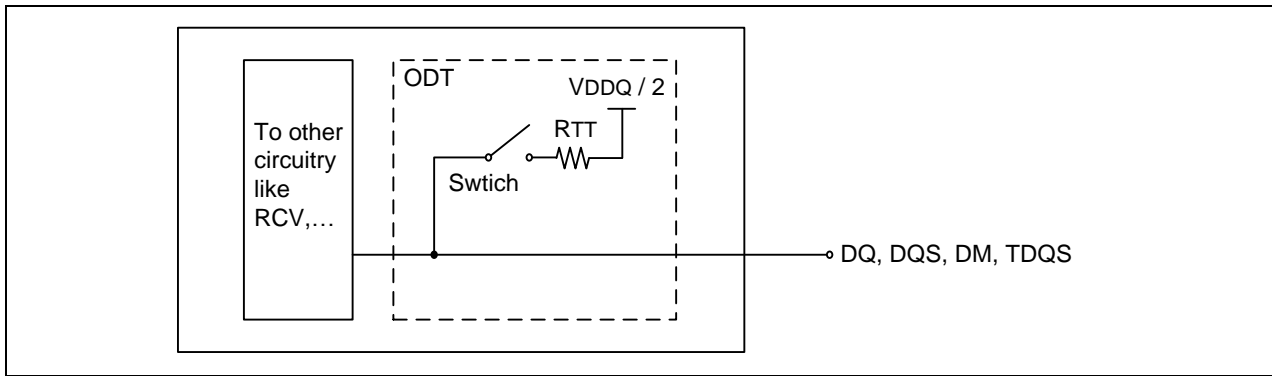 ODT
VDDQ / 2
To other
circuitry
like
RCV,…
RTT
Swtich
DQ, DQS, DM, TDQS